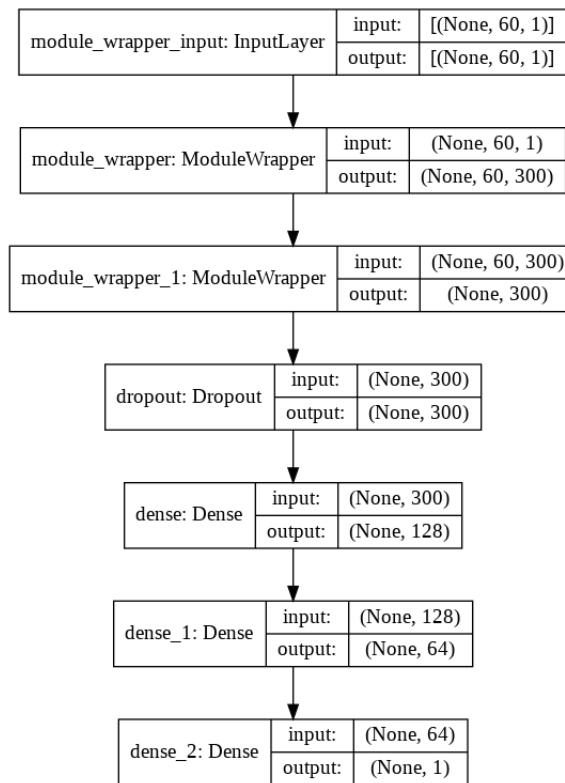 module_wrapper_input: InputLayer
input: [(None, 60, 1)]
output: [(None, 60, 1)]
module_wrapper: ModuleWrapper
input: (None, 60, 1)
output: (None, 60, 300)
module_wrapper_1: ModuleWrapper
input: (None, 60, 300)
output: (None, 300)
dropout: Dropout
input: (None, 300)
output: (None, 300)
dense: Dense
input: (None, 300)
output: (None, 128)
dense_1: Dense
input: (None, 128)
output: (None, 64)
dense_2: Dense
input: (None, 64)
output: (None, 1)